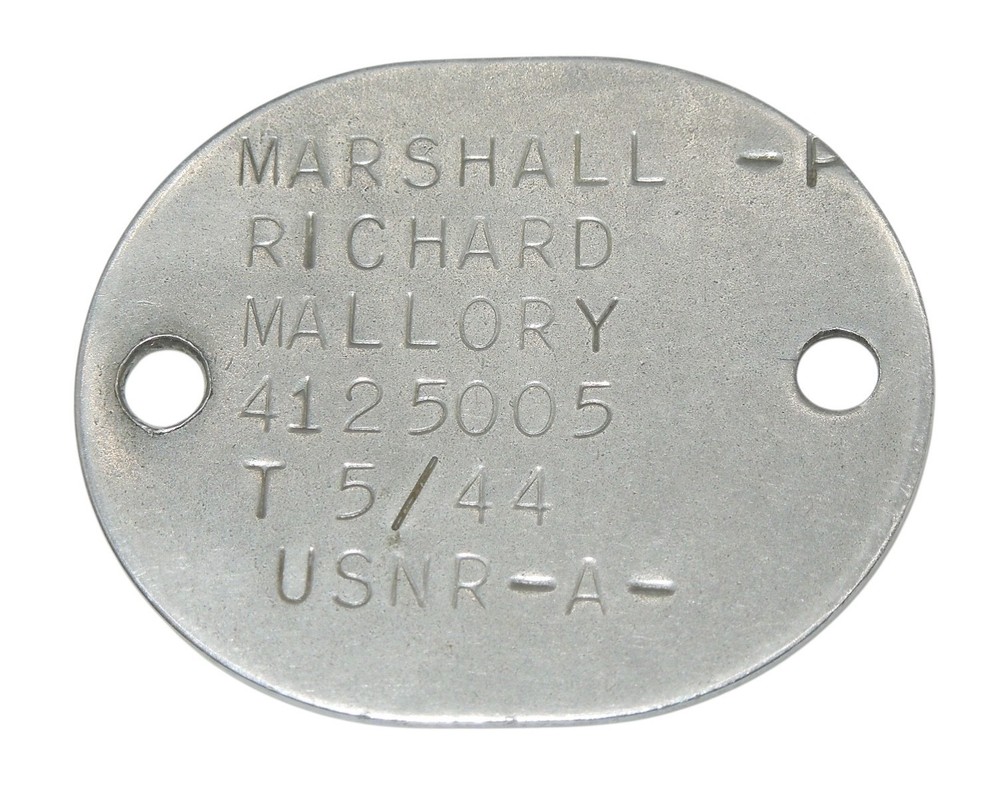 MARSHALL -P
RICHARD
MALLORY
4125005
T 5/44
USNR-A-